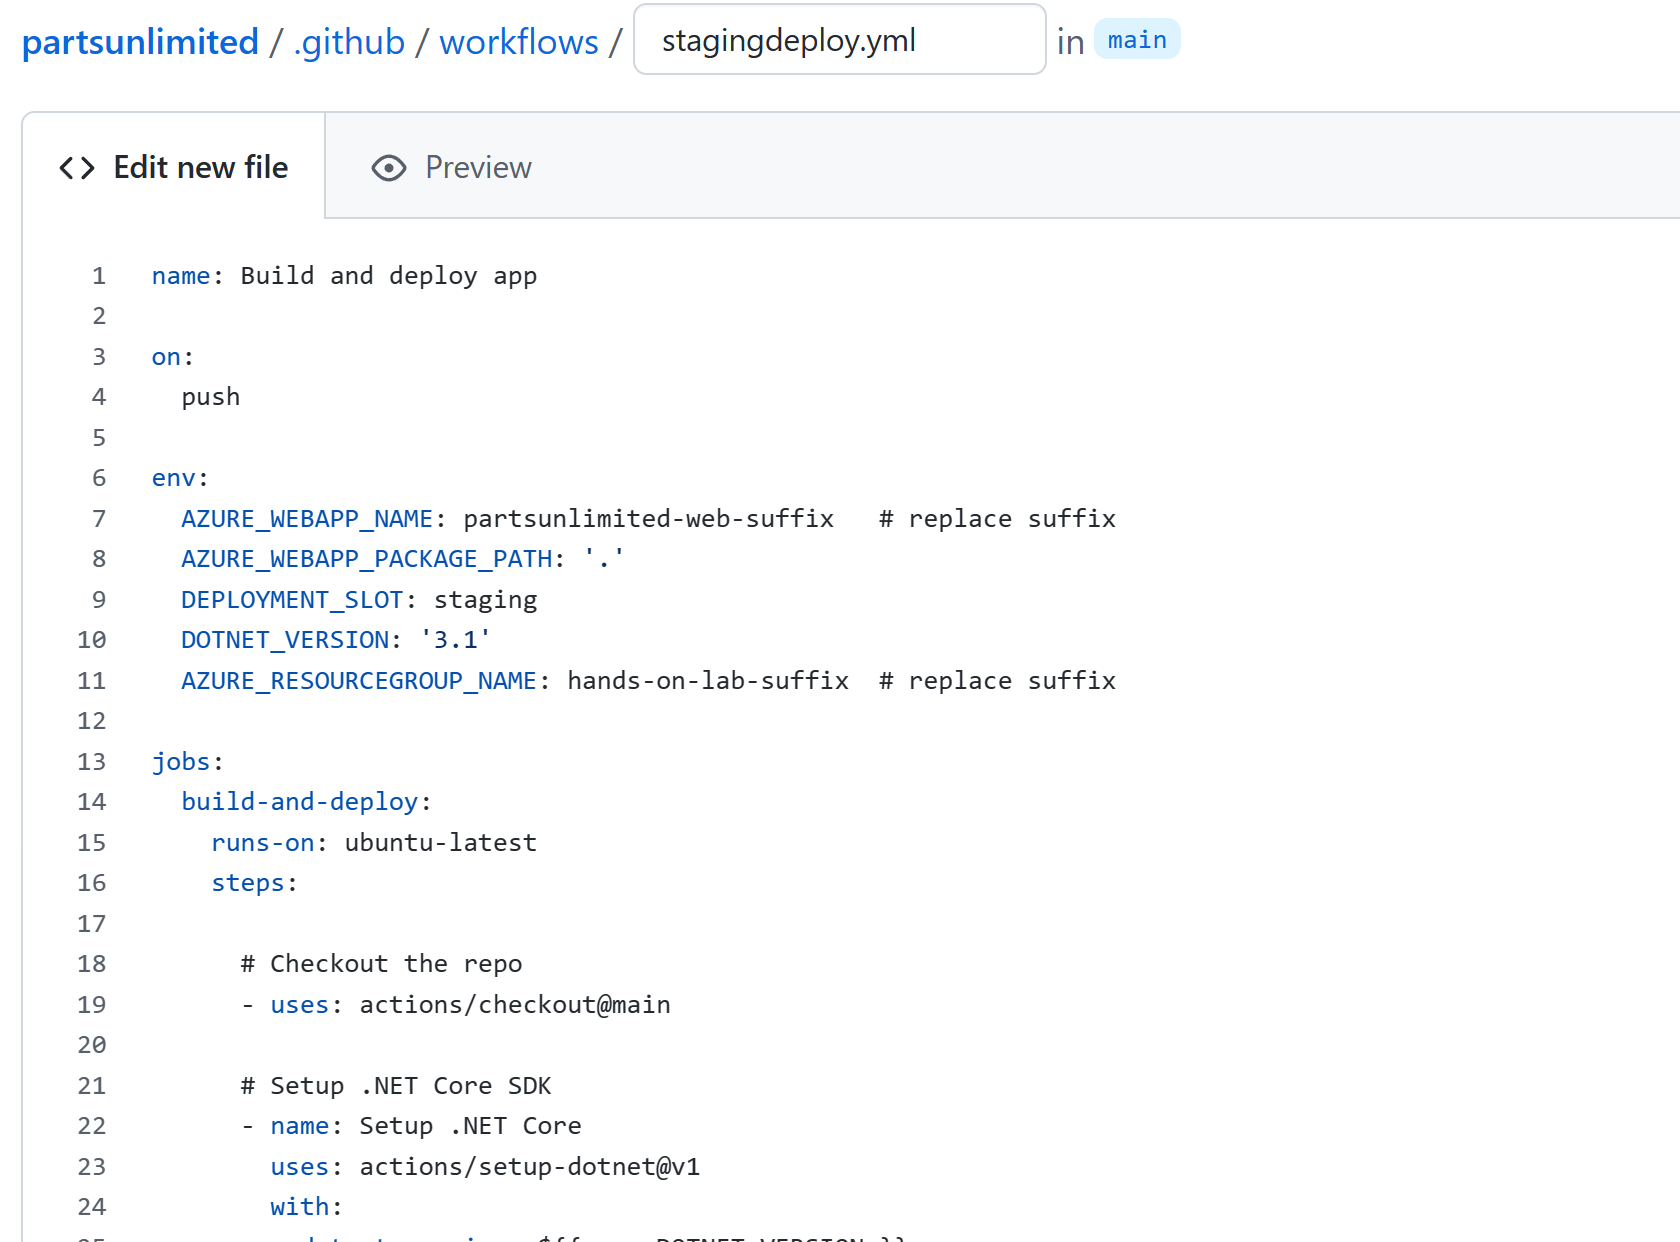 partsunlimited / .github / workflows / stagingdeploy.yml in main
Edit new file Preview
1 name: Build and deploy app
2
3 on:
4 push
5
6 env:
7 AZURE_WEBAPP_NAME: partsunlimited-web-suffix # replace suffix
8 AZURE_WEBAPP_PACKAGE_PATH: '.'
9 DEPLOYMENT_SLOT: staging
10 DOTNET_VERSION: '3.1'
11 AZURE_RESOURCEGROUP_NAME: hands-on-lab-suffix # replace suffix
12
13 jobs:
14 build-and-deploy:
15 runs-on: ubuntu-latest
16 steps:
17
18 # Checkout the repo
19 - uses: actions/checkout@main
20
21 # Setup .NET Core SDK
22 - name: Setup .NET Core
23 uses: actions/setup-dotnet@v1
24 with: